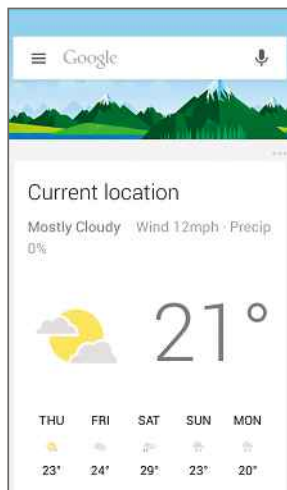 Google
Current location
Mostly Cloudy Wind 12mph · Precip
0%
21°
THU FRI SAT SUN MON
23° 24° 29° 23° 20°